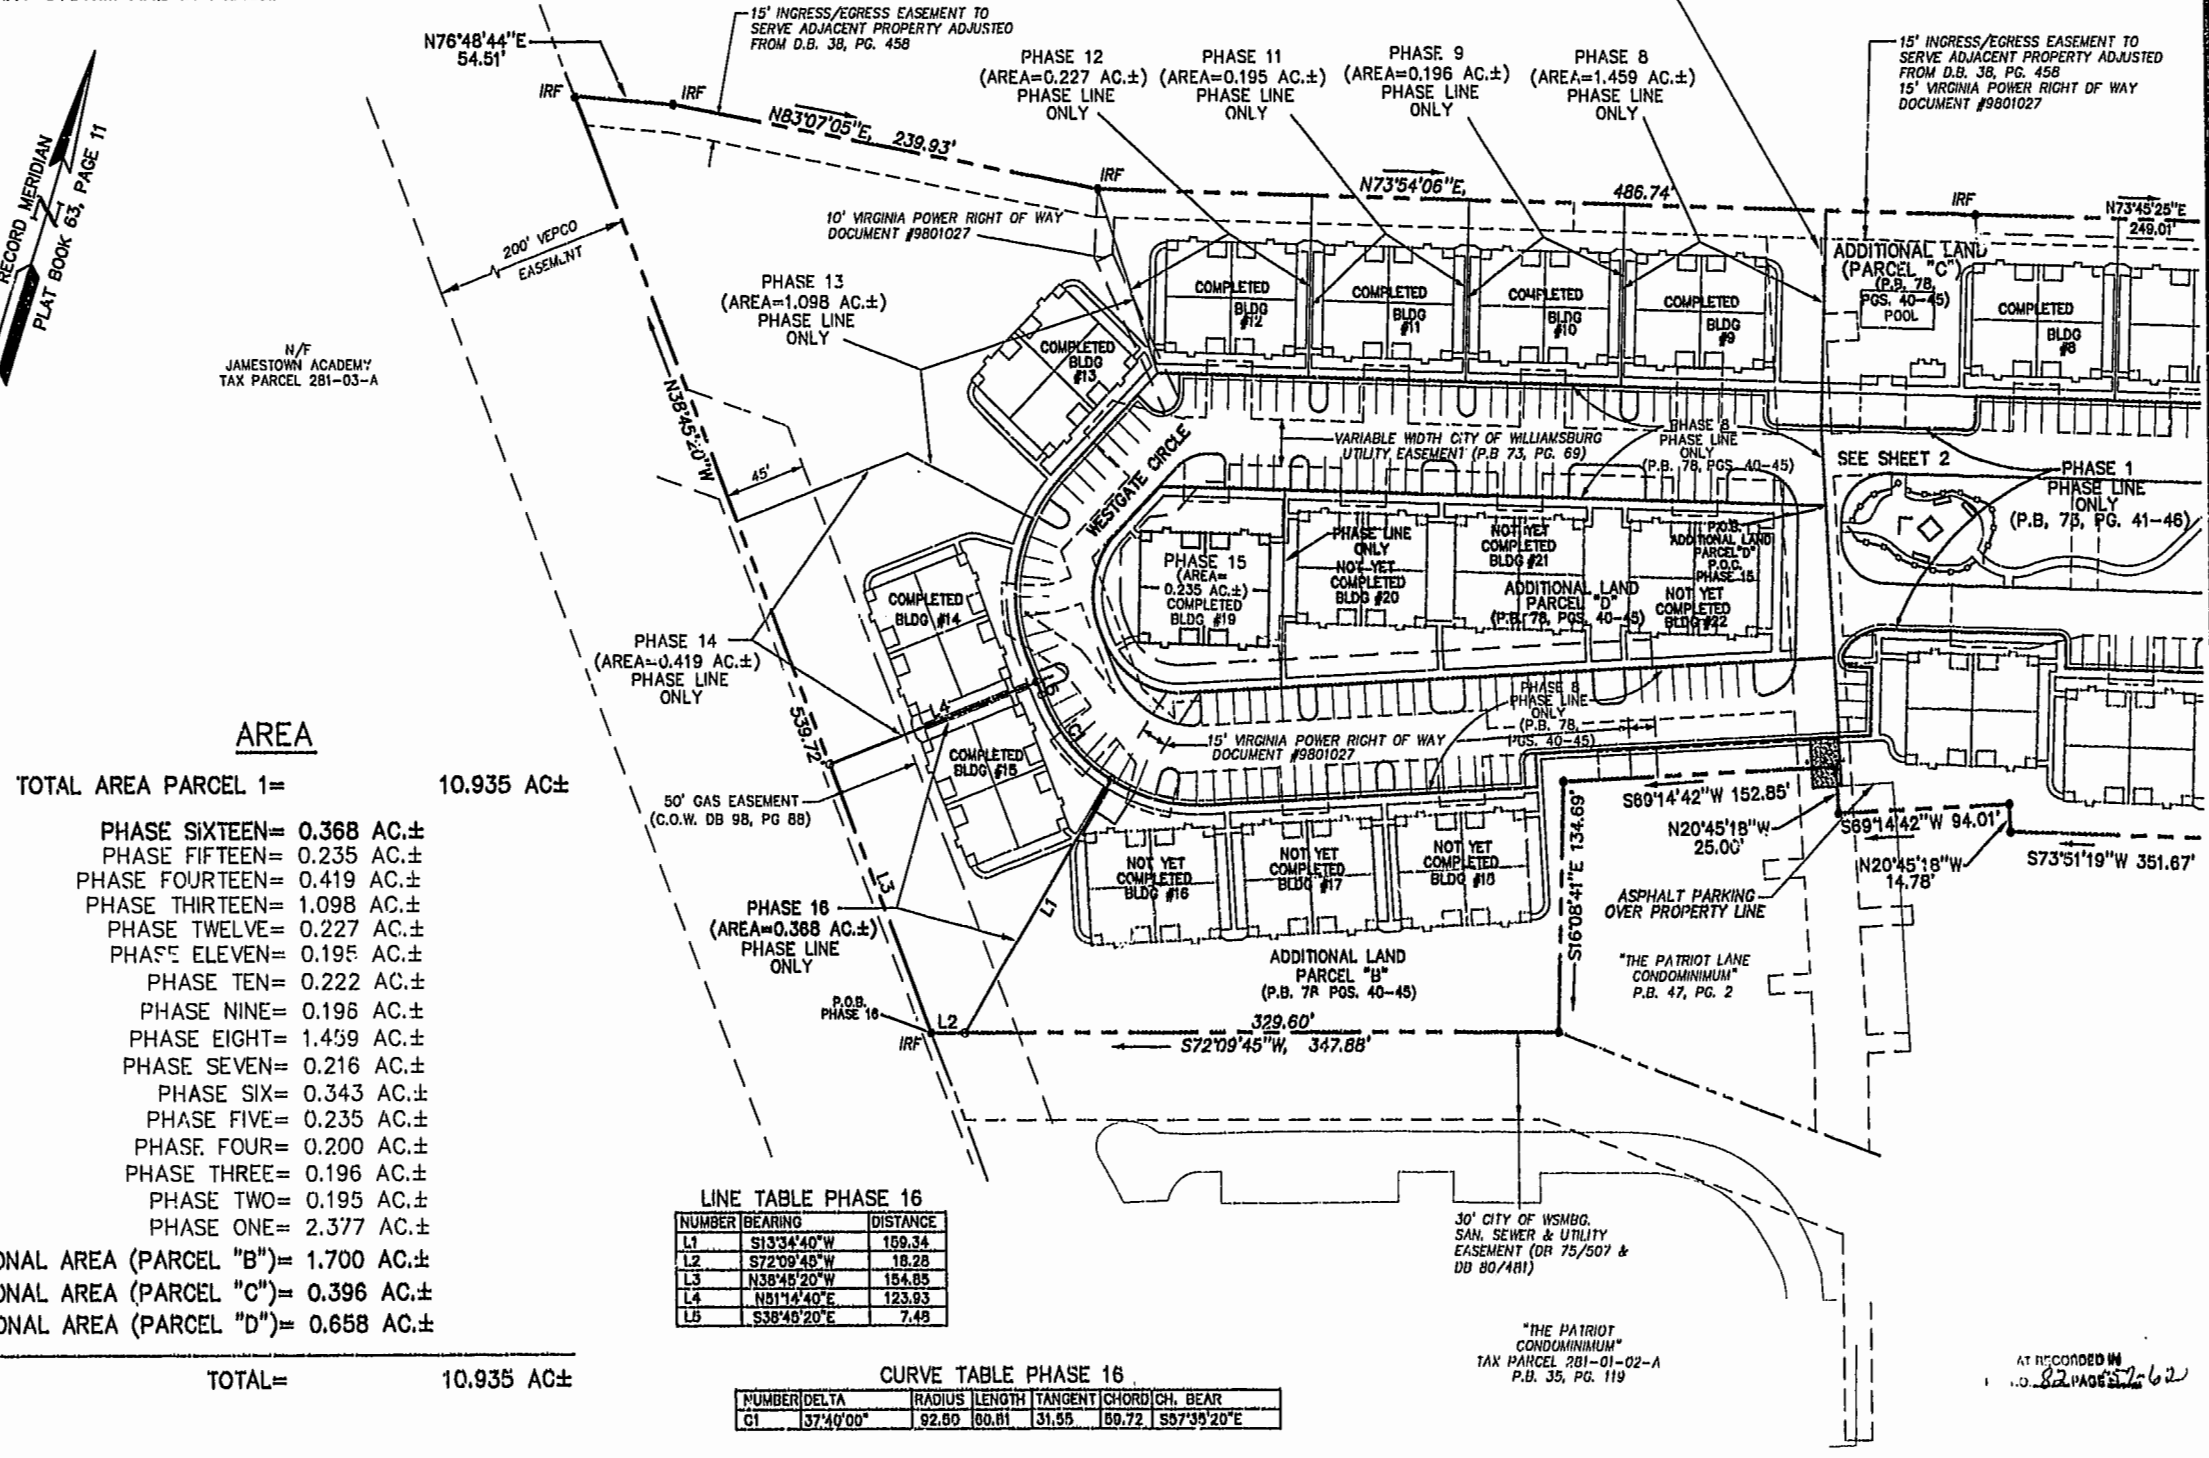 N76°48'44"E
54.51'
15' INGRESS/EGRESS EASEMENT TO
SERVE ADJACENT PROPERTY ADJUSTED
FROM D.B. 38, PG. 458
PHASE 12
(AREA=0.227 AC.±)
PHASE LINE
ONLY
PHASE 11
(AREA=0.195 AC.±)
PHASE LINE
ONLY
PHASE 9
(AREA=0.196 AC.±)
PHASE LINE
ONLY
PHASE 8
(AREA=1.459 AC.±)
PHASE LINE
ONLY
15' INGRESS/EGRESS EASEMENT TO
SERVE ADJACENT PROPERTY ADJUSTED
FROM D.B. 38, PG. 458
15' VIRGINIA POWER RIGHT OF WAY
DOCUMENT #9801027
IRF
IRF
N83°07'05"E, 239.93'
IRF
N73°54'06"E, 486.74'
IRF
N73°45'25"E
249.01'
RECORD MERIDIAN
PLAT BOOK 63, PAGE 11
200' VEPCO
EASEMENT
10' VIRGINIA POWER RIGHT OF WAY
DOCUMENT #9801027
ADDITIONAL LAND
(PARCEL "C")
(P.B. 78,
PGS. 40-45)
POOL
PHASE 13
(AREA=1.098 AC.±)
PHASE LINE
ONLY
COMPLETED
BLDG
#12
COMPLETED
BLDG
#11
COMPLETED
BLDG
#10
COMPLETED
BLDG
#9
COMPLETED
BLDG
#8
COMPLETED
BLDG
#13
N/F
JAMESTOWN ACADEMY
TAX PARCEL 281-03-A
N38°45'20"W
539.72'
45'
WESTGATE CIRCLE
VARIABLE WIDTH CITY OF WILLIAMSBURG
UTILITY EASEMENT (P.B 73, PG. 69)
PHASE 8
PHASE LINE
ONLY
(P.B. 78, PGS. 40-45)
SEE SHEET 2
PHASE 1
PHASE LINE
ONLY
(P.B. 73, PG. 41-46)
PHASE 15
(AREA=
0.235 AC.±)
COMPLETED
BLDG #19
PHASE LINE
ONLY
NOT YET
COMPLETED
BLDG #20
NOT YET
COMPLETED
BLDG #21
ADDITIONAL LAND
PARCEL "D"
(P.B. 78, PGS. 40-45)
P.O.B.
ADDITIONAL LAND
PARCEL "D"
P.O.C.
PHASE 15
NOT YET
COMPLETED
BLDG #22
COMPLETED
BLDG #14
PHASE 14
(AREA=0.419 AC.±)
PHASE LINE
ONLY
L4
L5
C1
COMPLETED
BLDG #15
15' VIRGINIA POWER RIGHT OF WAY
DOCUMENT #9801027
PHASE 8
PHASE LINE
ONLY
(P.B. 78,
PGS. 40-45)
50' GAS EASEMENT
(C.O.W. DB 98, PG 88)
S69°14'42"W 152.85'
S16°08'41"E 134.69'
N20°45'18"W
25.00'
S69°14'42"W 94.01'
N20°45'18"W
14.78'
S73°51'19"W 351.67'
ASPHALT PARKING
OVER PROPERTY LINE
NOT YET
COMPLETED
BLDG #16
NOT YET
COMPLETED
BLDG #17
NOT YET
COMPLETED
BLDG #18
L3
L1
PHASE 16
(AREA=0.368 AC.±)
PHASE LINE
ONLY
ADDITIONAL LAND
PARCEL "B"
(P.B. 78 PGS. 40-45)
"THE PATRIOT LANE
CONDOMINIMUM"
P.B. 47, PG. 2
P.O.B.
PHASE 16
IRF
L2
329.60'
S72°09'45"W, 347.88'
AREA
TOTAL AREA PARCEL 1= 10.935 AC±
PHASE SIXTEEN= 0.368 AC.±
PHASE FIFTEEN= 0.235 AC.±
PHASE FOURTEEN= 0.419 AC.±
PHASE THIRTEEN= 1.098 AC.±
PHASE TWELVE= 0.227 AC.±
PHASE ELEVEN= 0.195 AC.±
PHASE TEN= 0.222 AC.±
PHASE NINE= 0.196 AC.±
PHASE EIGHT= 1.459 AC.±
PHASE SEVEN= 0.216 AC.±
PHASE SIX= 0.343 AC.±
PHASE FIVE= 0.235 AC.±
PHASE FOUR= 0.200 AC.±
PHASE THREE= 0.196 AC.±
PHASE TWO= 0.195 AC.±
PHASE ONE= 2.377 AC.±
ONAL AREA (PARCEL "B")= 1.700 AC.±
ONAL AREA (PARCEL "C")= 0.396 AC.±
ONAL AREA (PARCEL "D")= 0.658 AC.±
TOTAL= 10.935 AC±
LINE TABLE PHASE 16
NUMBER BEARING DISTANCE
L1 S13°34'40"W 159.34
L2 S72°09'45"W 18.28
L3 N38°45'20"W 154.85
L4 N51°14'40"E 123.93
L5 S38°45'20"E 7.48
CURVE TABLE PHASE 16
NUMBER DELTA RADIUS LENGTH TANGENT CHORD CH. BEAR
C1 37°40'00" 92.50 60.81 31.55 59.72 S57°35'20"E
30' CITY OF WSMBG.
SAN. SEWER & UTILITY
EASEMENT (DB 75/507 &
DB 80/481)
"THE PATRIOT
CONDOMINIMUM"
TAX PARCEL 281-01-02-A
P.B. 35, PG. 119
AT RECORDED IN
82 PAGE 57-62